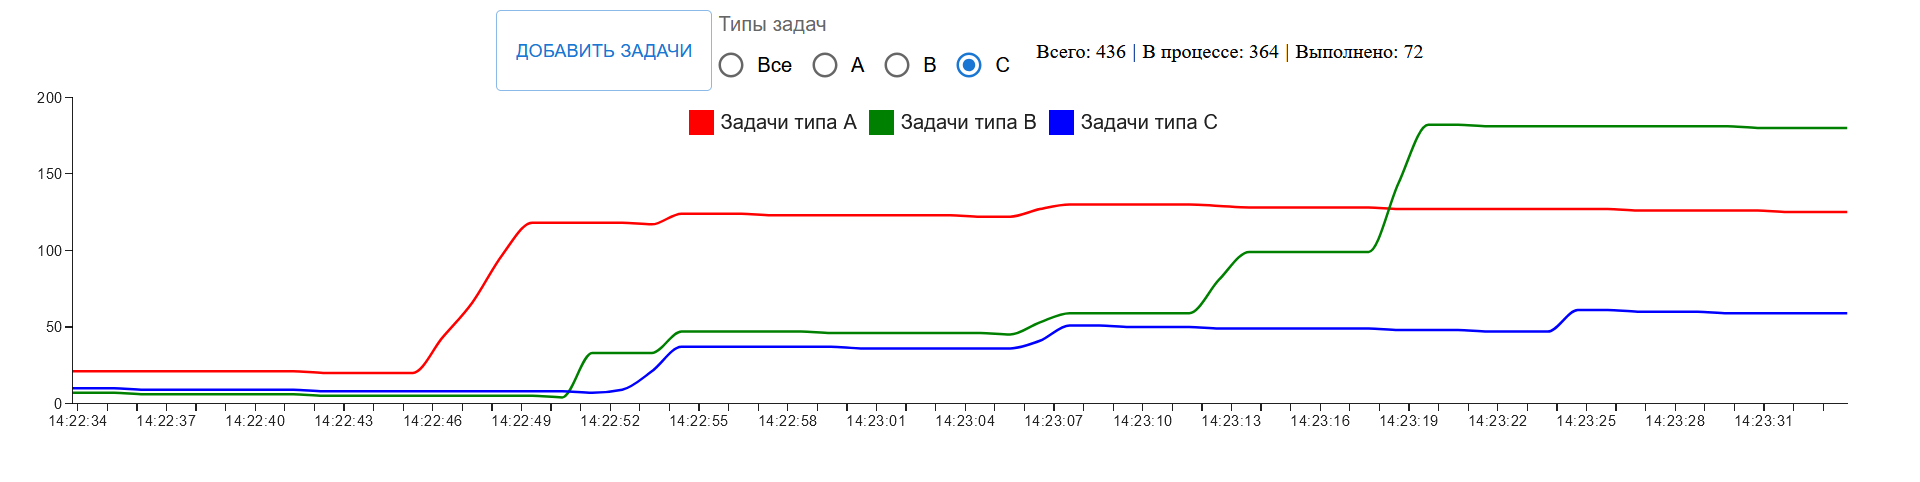 Типы задач
ДОБАВИТЬ ЗАДАЧИ
Все A B C
Всего: 436 | В процессе: 364 | Выполнено: 72
Задачи типа A Задачи типа B Задачи типа C
200
150
100
50
0
14:22:34 14:22:37 14:22:40 14:22:43 14:22:46 14:22:49 14:22:52 14:22:55 14:22:58 14:23:01 14:23:04 14:23:07 14:23:10 14:23:13 14:23:16 14:23:19 14:23:22 14:23:25 14:23:28 14:23:31